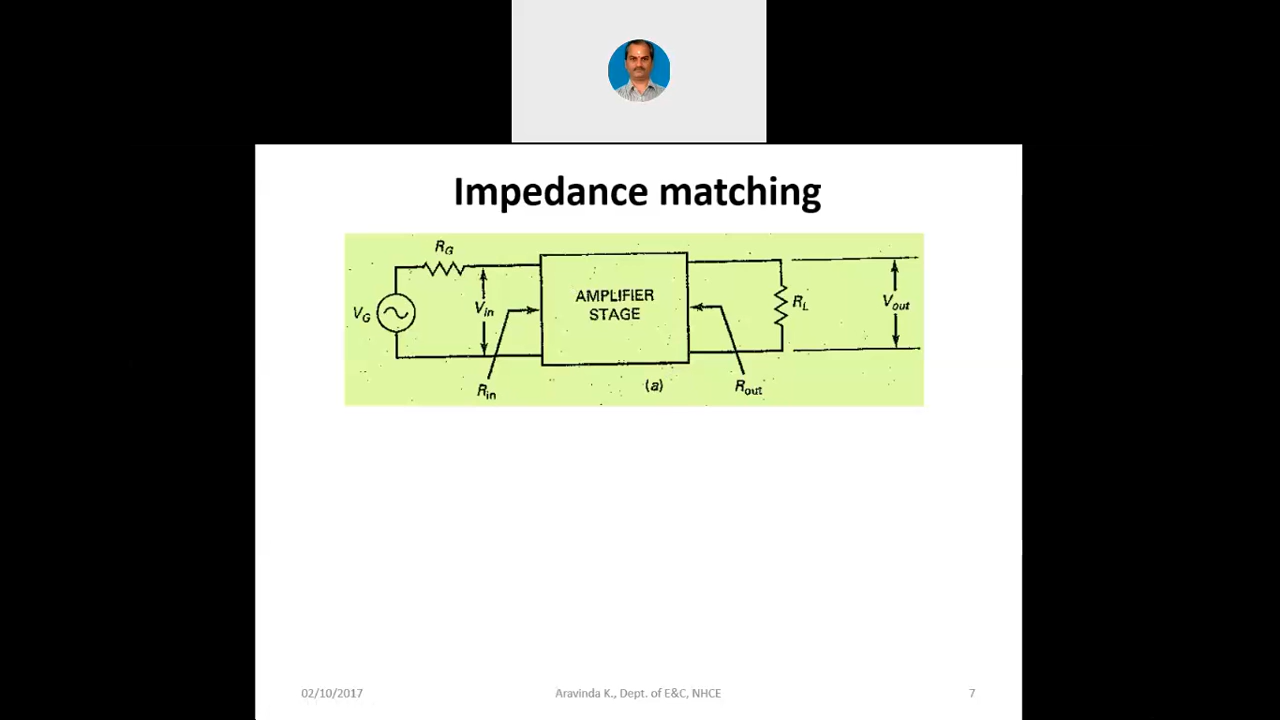 Impedance matching
R_G
V_G
V_in
AMPLIFIER
STAGE
R_L
V_out
R_in
(a)
R_out
02/10/2017
Aravinda K., Dept. of E&C, NHCE
7